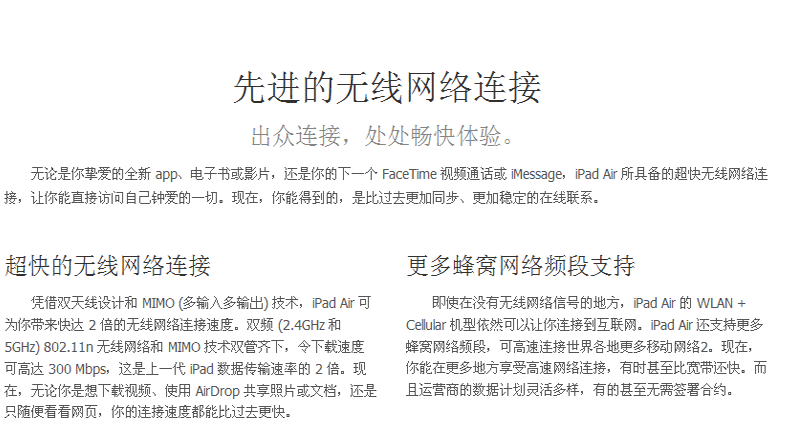 先进的无线网络连接
出众连接，处处畅快体验。
无论是你挚爱的全新 app、电子书或影片，还是你的下一个 FaceTime 视频通话或 iMessage，iPad Air 所具备的超快无线网络连
接，让你能直接访问自己钟爱的一切。现在，你能得到的，是比过去更加同步、更加稳定的在线联系。
超快的无线网络连接
凭借双天线设计和 MIMO (多输入多输出) 技术，iPad Air 可
为你带来快达 2 倍的无线网络连接速度。双频 (2.4GHz 和
5GHz) 802.11n 无线网络和 MIMO 技术双管齐下，令下载速度
可高达 300 Mbps，这是上一代 iPad 数据传输速率的 2 倍。现
在，无论你是想下载视频、使用 AirDrop 共享照片或文档，还是
只随便看看网页，你的连接速度都能比过去更快。
更多蜂窝网络频段支持
即使在没有无线网络信号的地方，iPad Air 的 WLAN +
Cellular 机型依然可以让你连接到互联网。iPad Air 还支持更多
蜂窝网络频段，可高速连接世界各地更多移动网络2。现在，
你能在更多地方享受高速网络连接，有时甚至比宽带还快。而
且运营商的数据计划灵活多样，有的甚至无需签署合约。